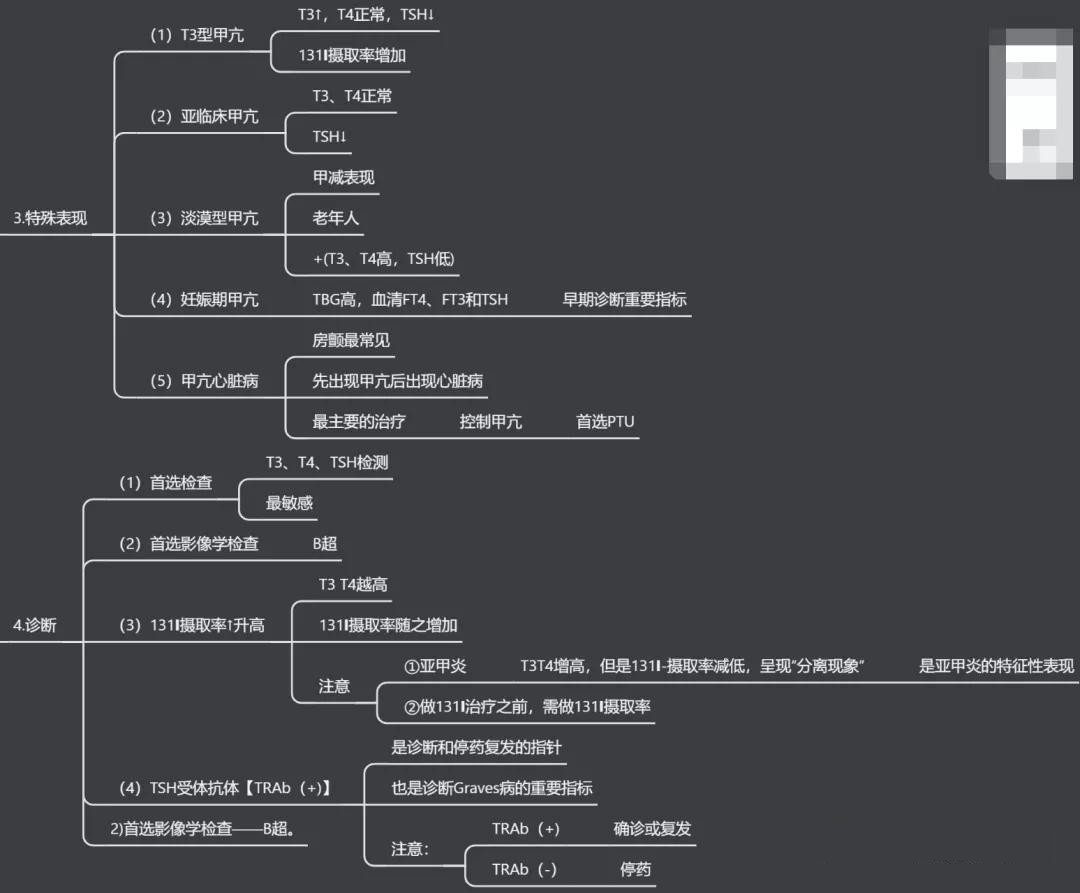 3.特殊表现
（1）T3型甲亢
T3↑，T4正常，TSH↓
131I摄取率增加
（2）亚临床甲亢
T3、T4正常
TSH↓
（3）淡漠型甲亢
甲减表现
老年人
+(T3、T4高，TSH低)
（4）妊娠期甲亢 TBG高，血清FT4、FT3和TSH 早期诊断重要指标
（5）甲亢心脏病
房颤最常见
先出现甲亢后出现心脏病
最主要的治疗 控制甲亢 首选PTU
4.诊断
（1）首选检查
T3、T4、TSH检测
最敏感
（2）首选影像学检查 B超
（3）131I摄取率↑升高
T3 T4越高
131I摄取率随之增加
注意
①亚甲炎 T3T4增高，但是131I-摄取率减低，呈现“分离现象“ 是亚甲炎的特征性表现
②做131I治疗之前，需做131I摄取率
（4）TSH受体抗体【TRAb（+）】
是诊断和停药复发的指针
也是诊断Graves病的重要指标
注意：
TRAb（+） 确诊或复发
TRAb（-） 停药
2)首选影像学检查——B超。